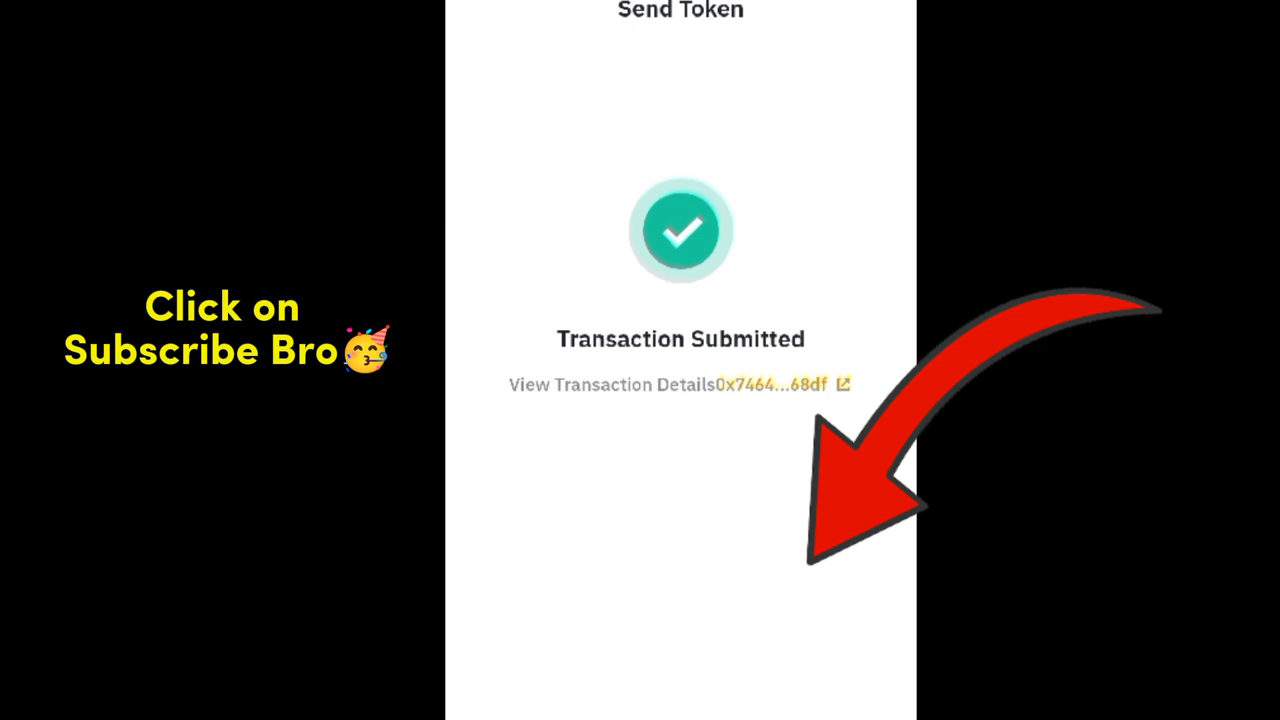 Send Token
Click on
Subscribe Bro🥳
Transaction Submitted
View Transaction Details0x7464...68df